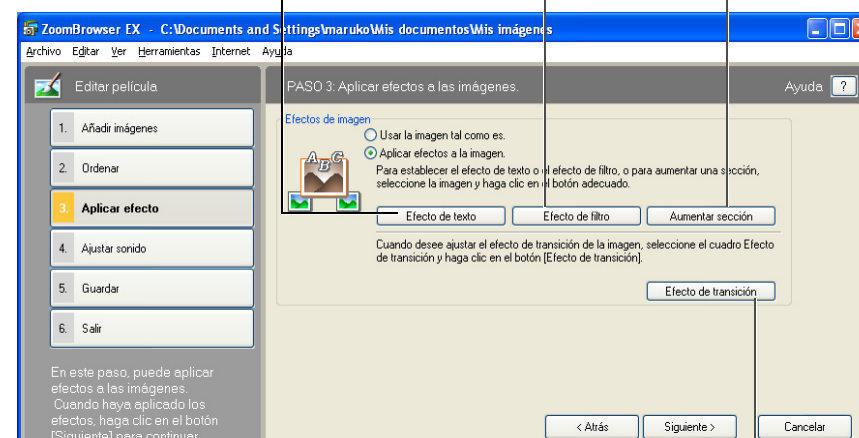 ZoomBrowser EX - C:\Documents and Settings\maruko\Mis documentos\Mis imágenes
Archivo Editar Ver Herramientas Internet Ayuda
Editar película
PASO 3: Aplicar efectos a las imágenes.
Ayuda ?
1. Añadir imágenes
2. Ordenar
3. Aplicar efecto
4. Ajustar sonido
5. Guardar
6. Salir
En este paso, puede aplicar
efectos a las imágenes.
Cuando haya aplicado los
efectos, haga clic en el botón
[Siguiente] para continuar
Efectos de imagen
Usar la imagen tal como es.
Aplicar efectos a la imagen.
ABC
Para establecer el efecto de texto o el efecto de filtro, o para aumentar una sección,
seleccione la imagen y haga clic en el botón adecuado.
Efecto de texto
Efecto de filtro
Aumentar sección
Cuando desee ajustar el efecto de transición de la imagen, seleccione el cuadro Efecto
de transición y haga clic en el botón [Efecto de transición].
Efecto de transición
< Atrás
Siguiente >
Cancelar